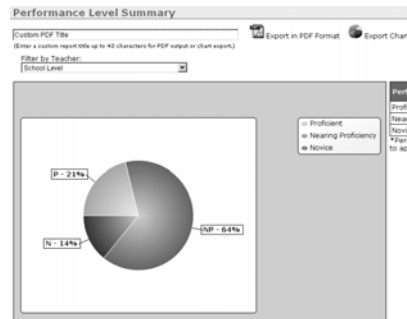 Performance Level Summary
Custom PDF Title
Export in PDF Format
Export Chart
(Enter a custom report title up to 40 characters for PDF output or chart export.)
Filter by Teacher:
School Level
Perf
Profi
Near
Novi
*Per
to ap
Proficient
Nearing Proficiency
Novice
P - 21%
NP - 64%
N - 14%